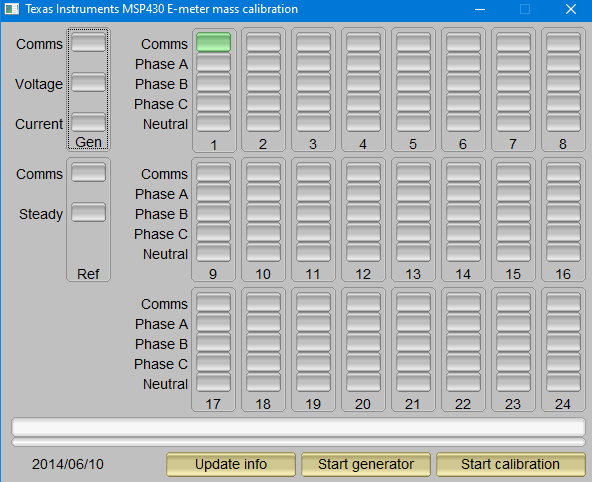 Texas Instruments MSP430 E-meter mass calibration
Comms Comms
Phase A
Voltage Phase B
Phase C
Current Neutral
Gen 1 2 3 4 5 6 7 8
Comms Comms
Phase A
Steady Phase B
Phase C
Neutral
Ref 9 10 11 12 13 14 15 16
Comms
Phase A
Phase B
Phase C
Neutral
17 18 19 20 21 22 23 24
2014/06/10 Update info Start generator Start calibration